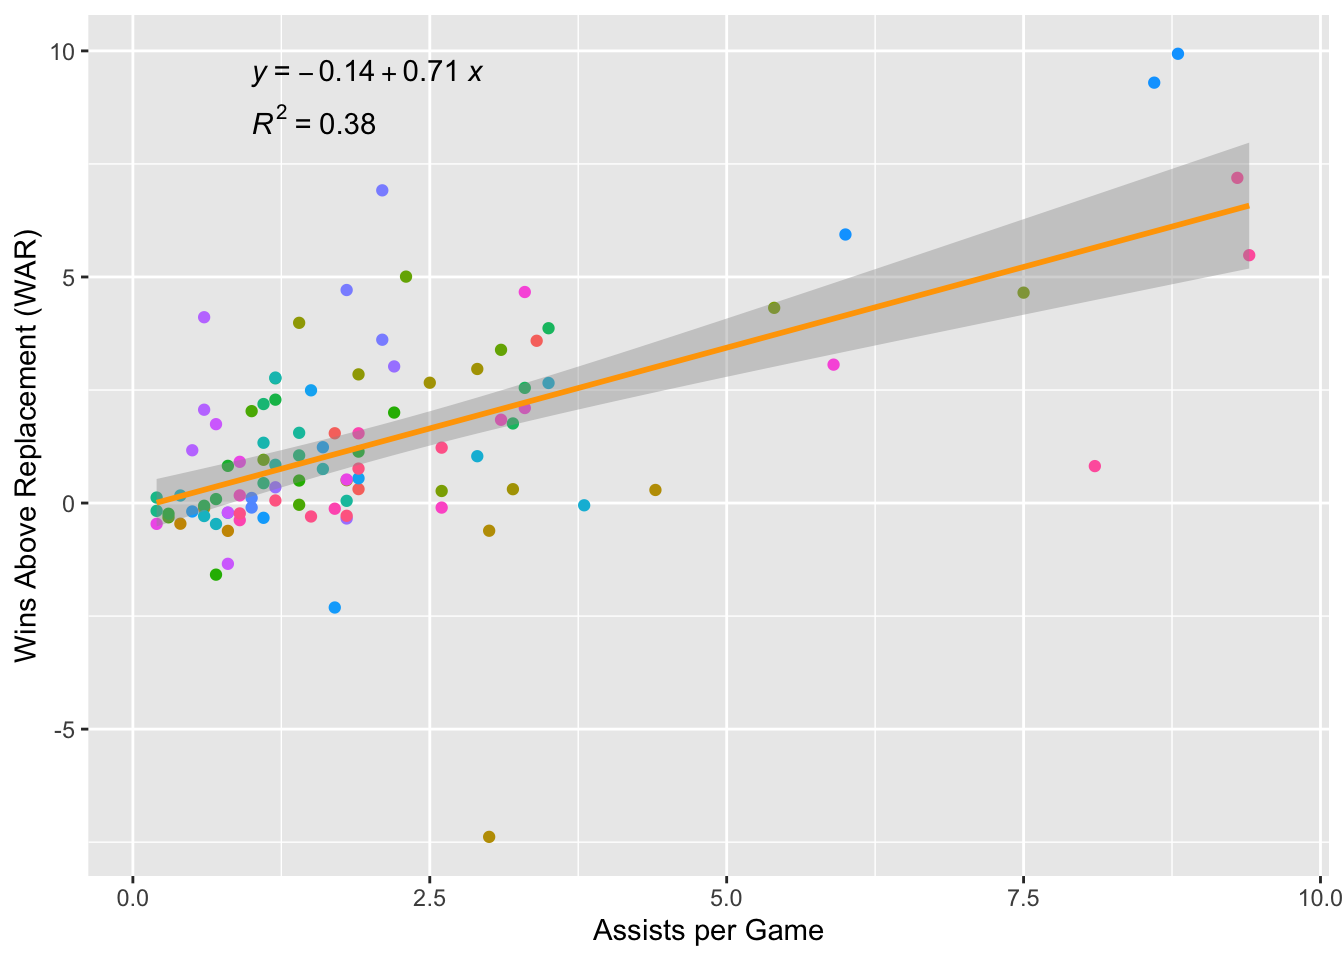 y = − 0.14 + 0.71 x
R² = 0.38
10
5
0
-5
Wins Above Replacement (WAR)
0.0 2.5 5.0 7.5 10.0
Assists per Game